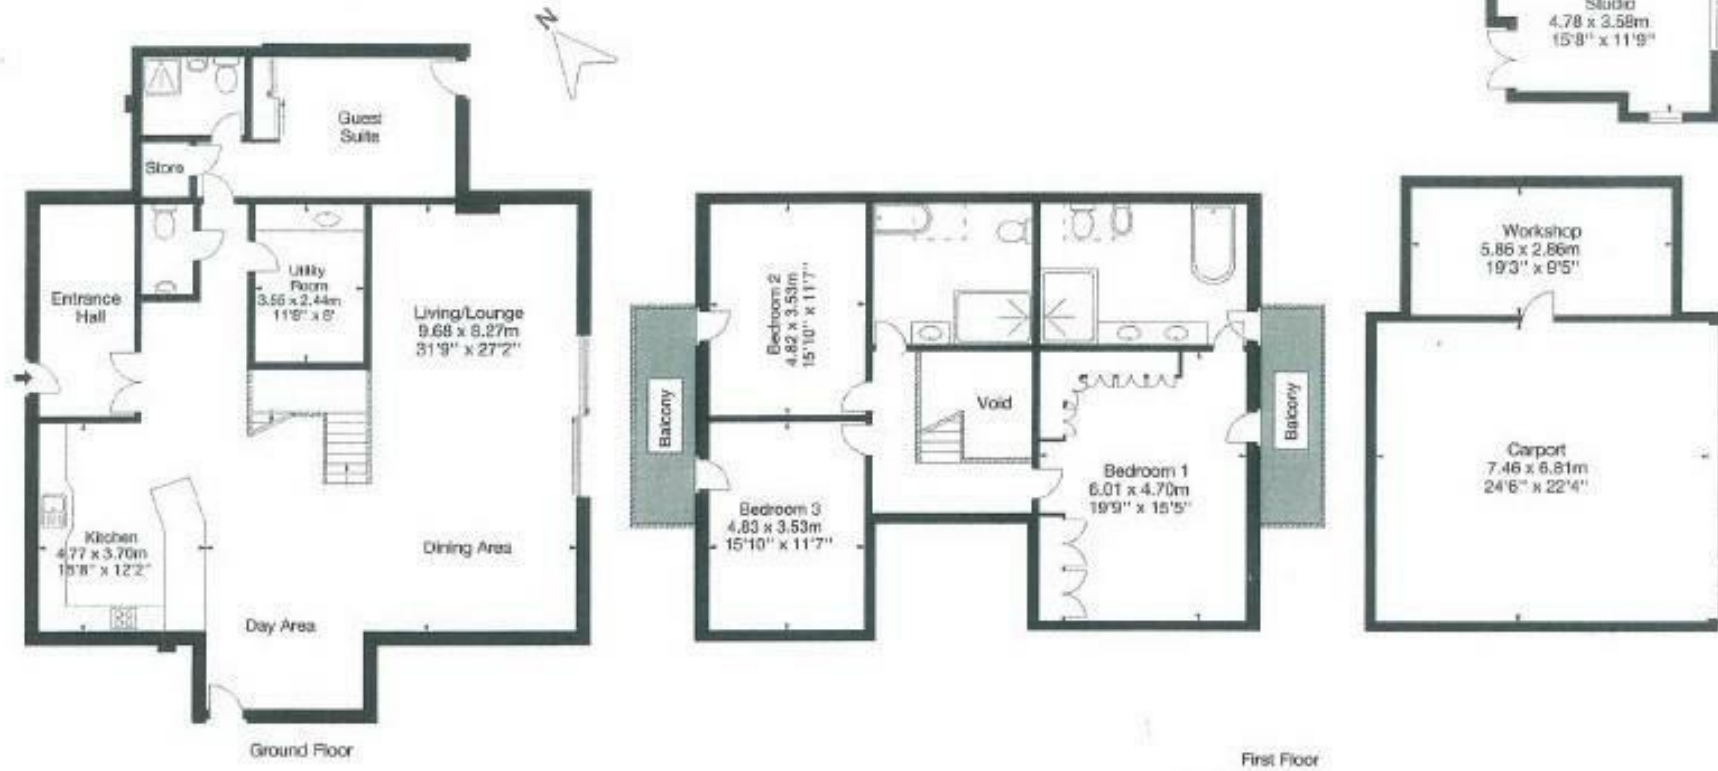 N
Studio
4.78 x 3.58m
15'8" x 11'9"
Guest
Suite
Store
Entrance
Hall
Utility
Room
3.55 x 2.44m
11'8" x 8'
Living/Lounge
9.68 x 8.27m
31'9" x 27'2"
Kitchen
4.77 x 3.70m
15'8" x 12'2"
Dining Area
Day Area
Ground Floor
Balcony
Bedroom 2
4.82 x 3.53m
15'10" x 11'7"
Void
Bedroom 3
4.83 x 3.53m
15'10" x 11'7"
Bedroom 1
6.01 x 4.70m
19'9" x 15'5"
Balcony
First Floor
Workshop
5.86 x 2.86m
19'3" x 9'5"
Carport
7.46 x 6.81m
24'6" x 22'4"